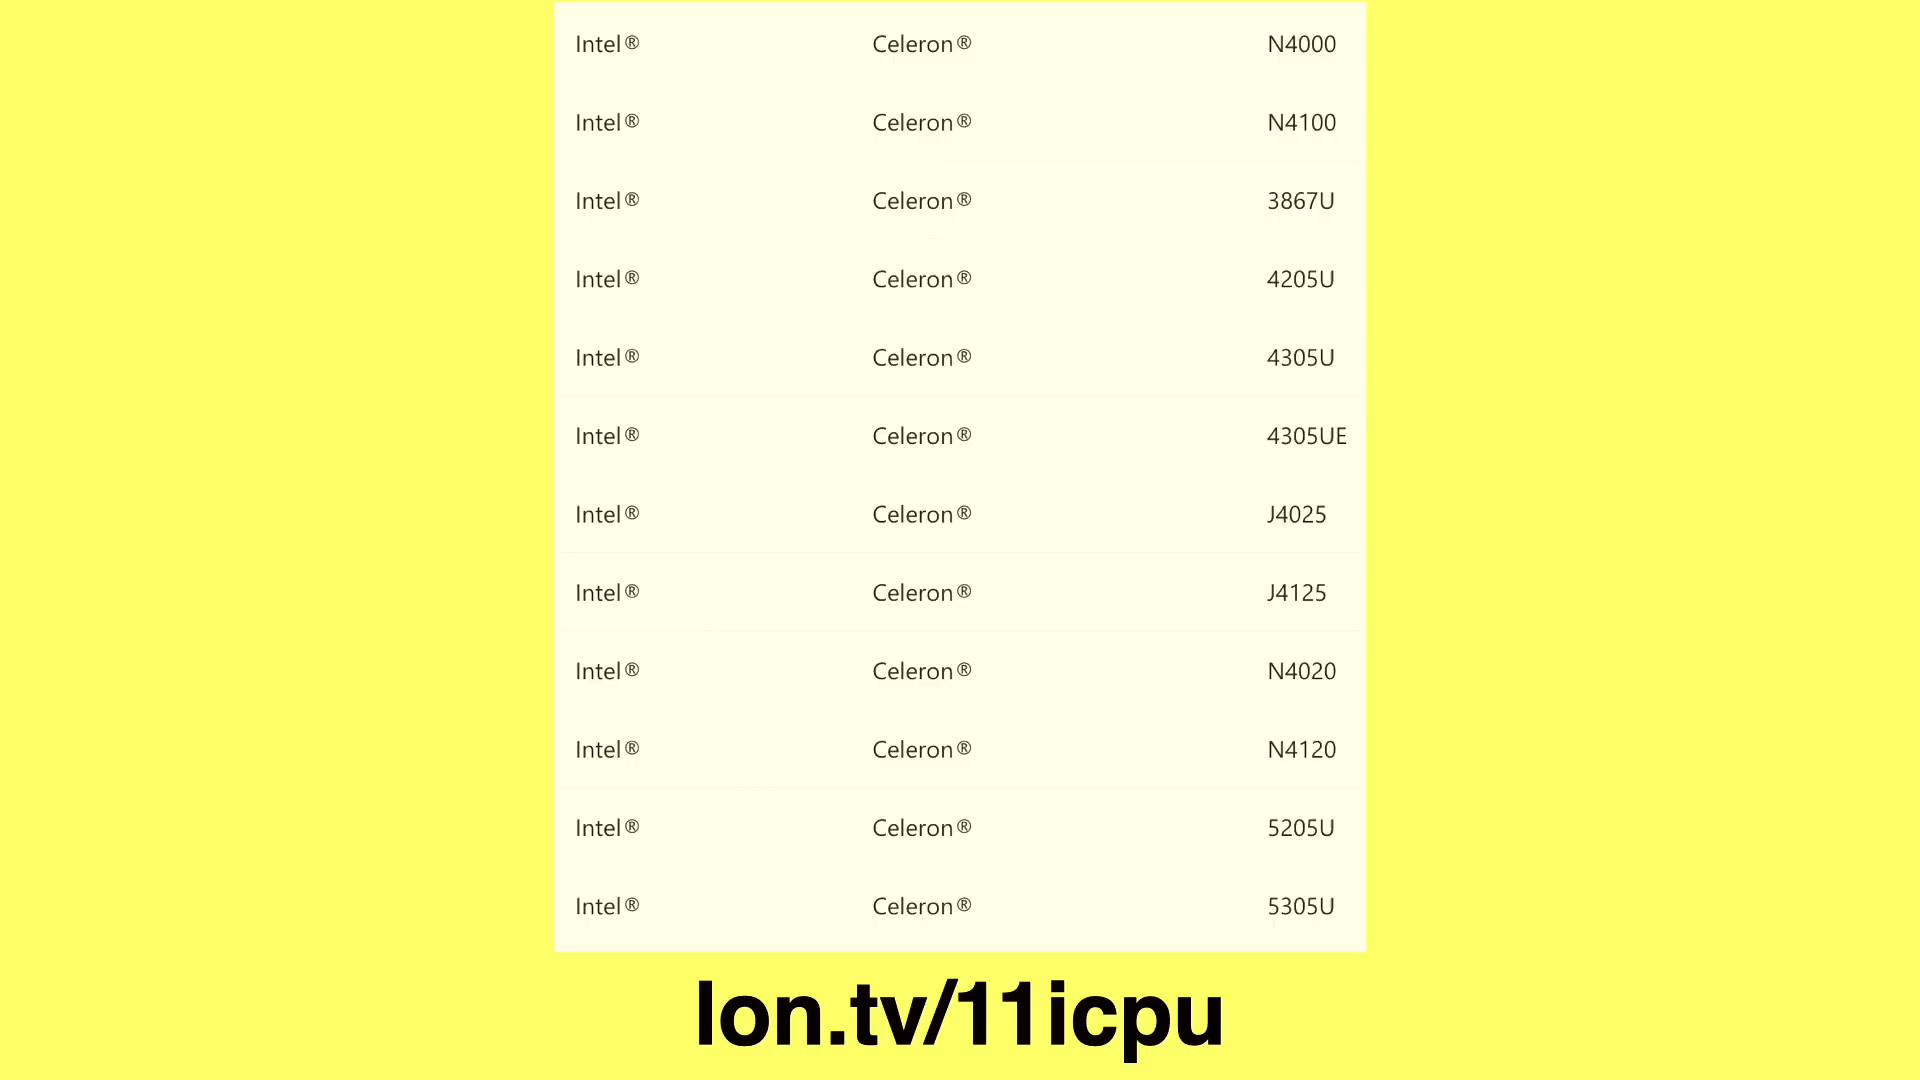 Intel® Celeron® N4000
Intel® Celeron® N4100
Intel® Celeron® 3867U
Intel® Celeron® 4205U
Intel® Celeron® 4305U
Intel® Celeron® 4305UE
Intel® Celeron® J4025
Intel® Celeron® J4125
Intel® Celeron® N4020
Intel® Celeron® N4120
Intel® Celeron® 5205U
Intel® Celeron® 5305U
lon.tv/11icpu